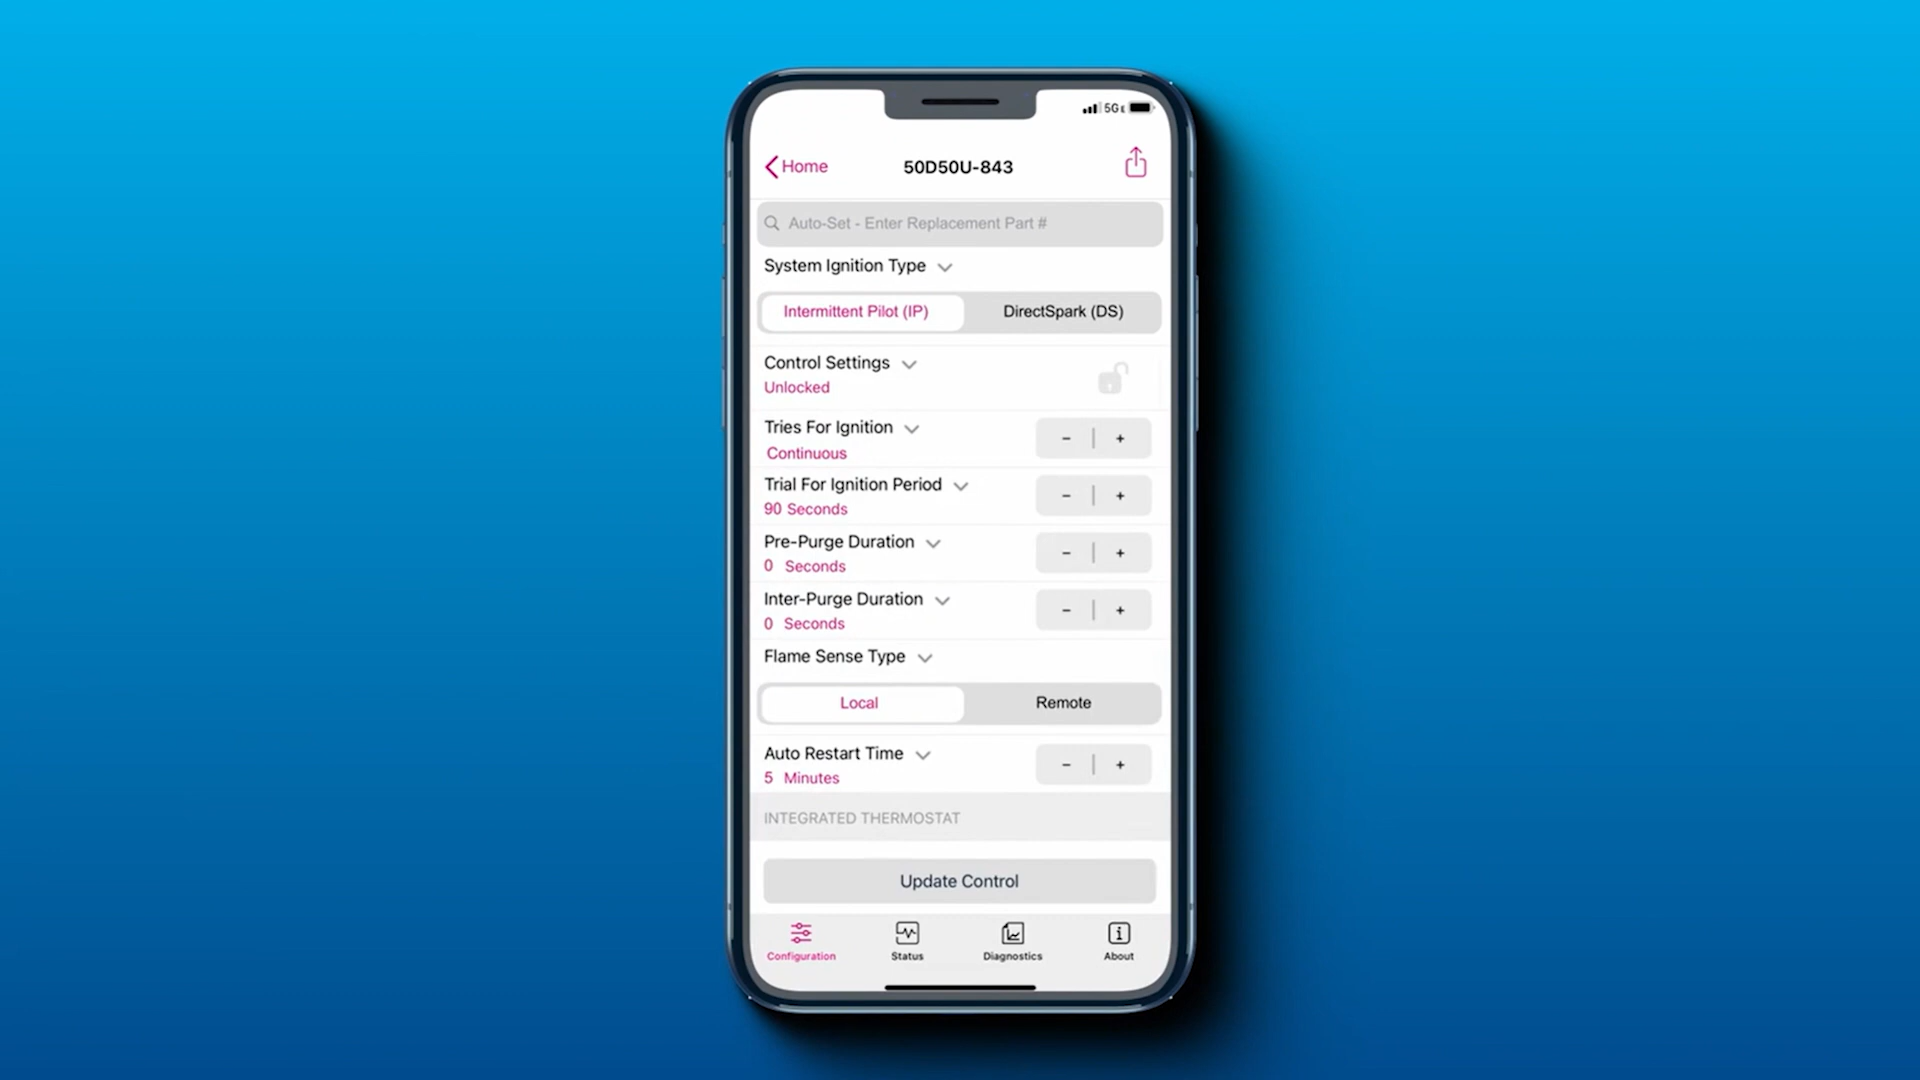 5GE
Home
50D50U-843
Auto-Set - Enter Replacement Part #
System Ignition Type
Intermittent Pilot (IP)
DirectSpark (DS)
Control Settings
Unlocked
Tries For Ignition
Continuous
- | +
Trial For Ignition Period
90 Seconds
- | +
Pre-Purge Duration
0 Seconds
- | +
Inter-Purge Duration
0 Seconds
- | +
Flame Sense Type
Local
Remote
Auto Restart Time
5 Minutes
- | +
INTEGRATED THERMOSTAT
Update Control
Configuration
Status
Diagnostics
About